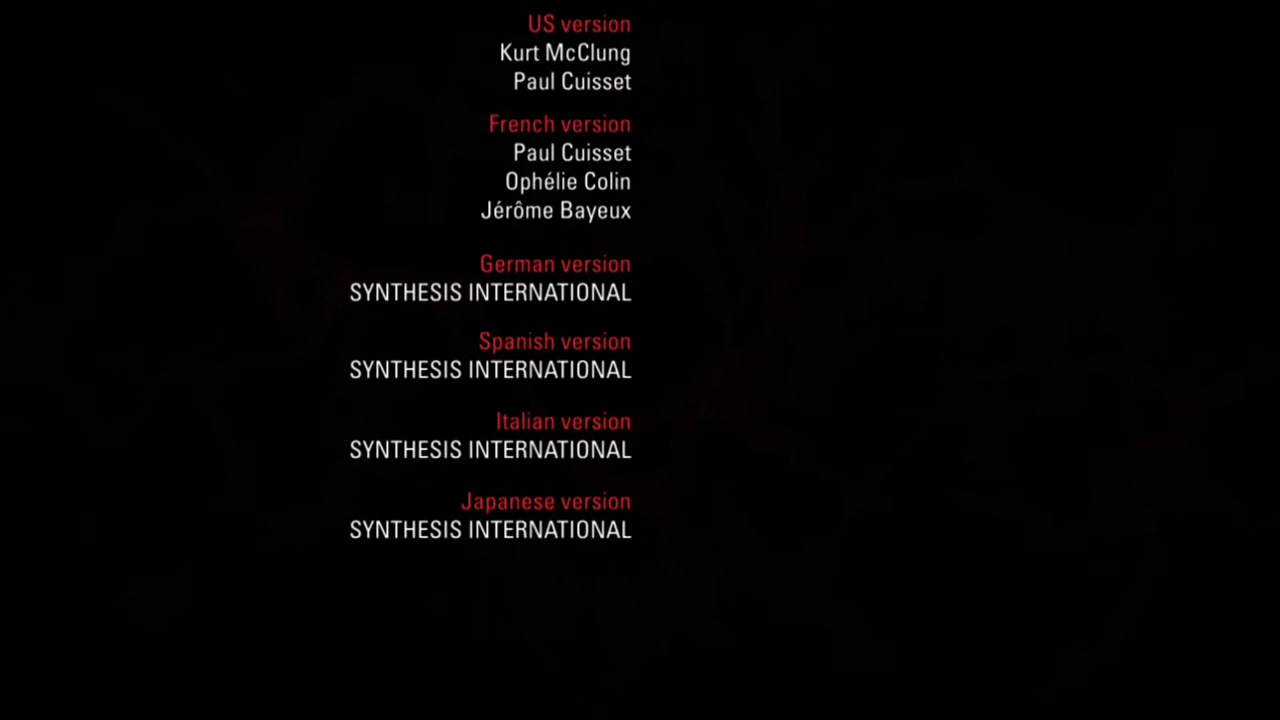 US version
Kurt McClung
Paul Cuisset
French version
Paul Cuisset
Ophélie Colin
Jérôme Bayeux
German version
SYNTHESIS INTERNATIONAL
Spanish version
SYNTHESIS INTERNATIONAL
Italian version
SYNTHESIS INTERNATIONAL
Japanese version
SYNTHESIS INTERNATIONAL